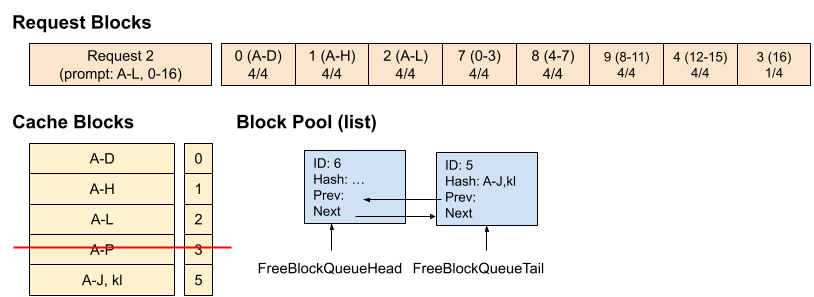 Request Blocks
Request 2
(prompt: A-L, 0-16)
0 (A-D)
4/4
1 (A-H)
4/4
2 (A-L)
4/4
7 (0-3)
4/4
8 (4-7)
4/4
9 (8-11)
4/4
4 (12-15)
4/4
3 (16)
1/4
Cache Blocks
A-D 0
A-H 1
A-L 2
A-P 3
A-J, kl 5
Block Pool (list)
ID: 6
Hash: …
Prev:
Next
ID: 5
Hash: A-J,kl
Prev:
Next
FreeBlockQueueHead
FreeBlockQueueTail